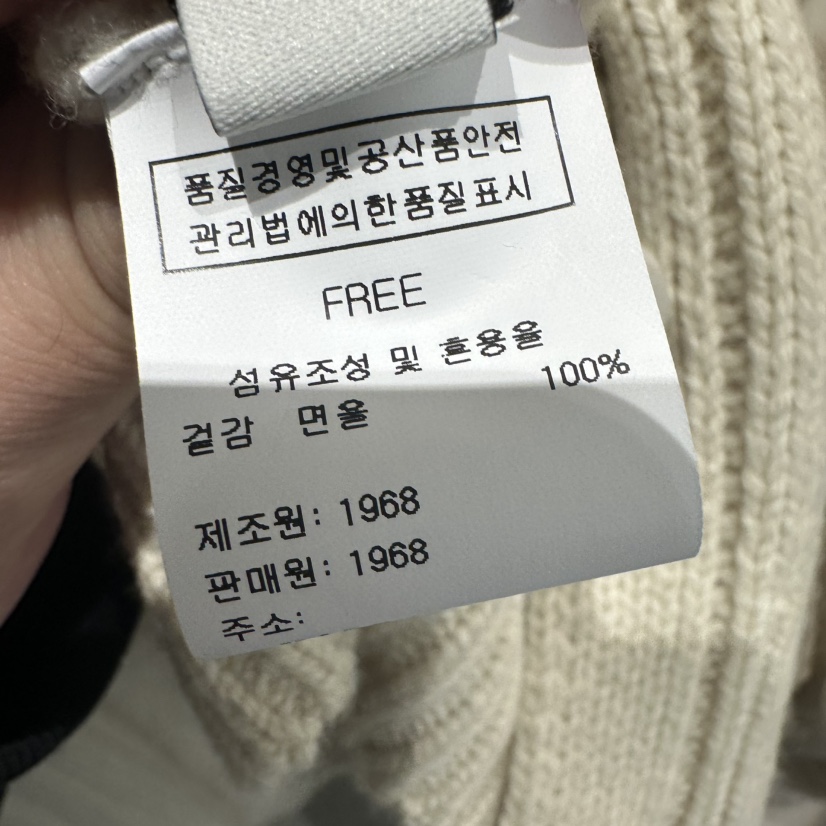 품질경영및공산품안전
관리법에의한품질표시
FREE
섬유조성 및 혼용율
100%
겉감 면울
제조원: 1968
판매원: 1968
주소: